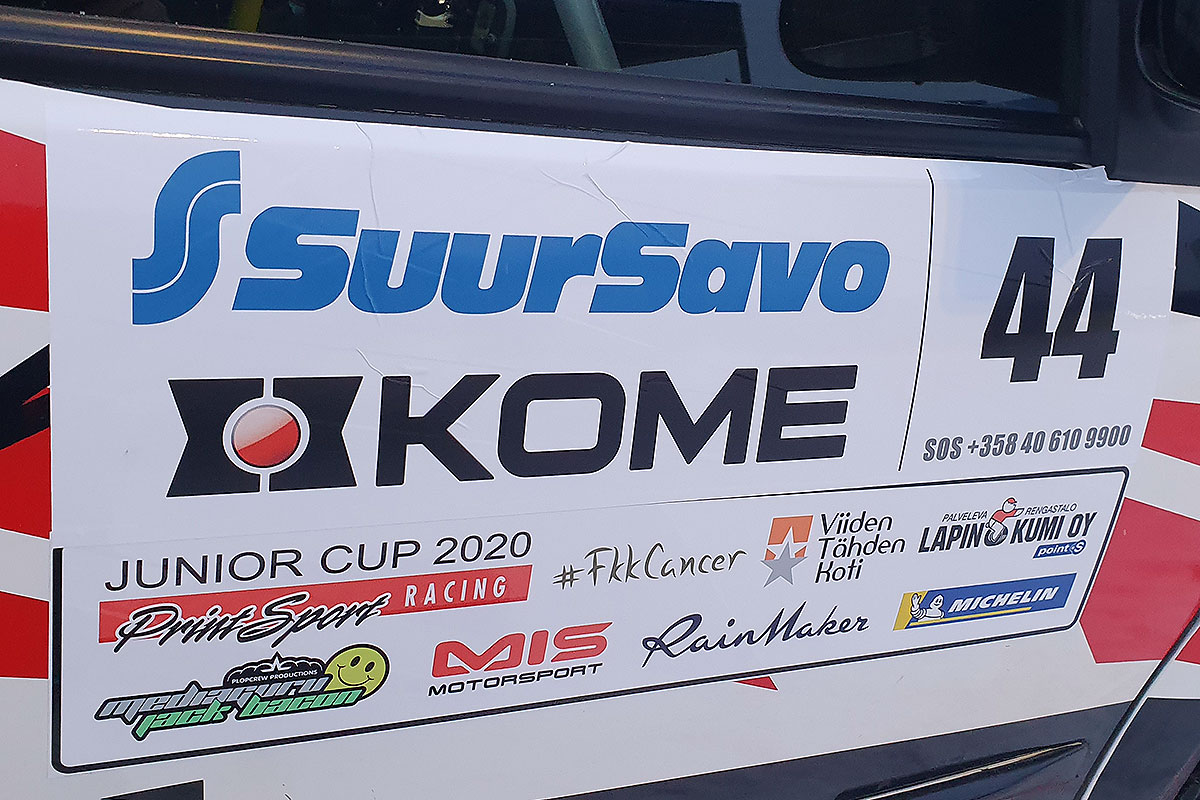 SuurSavo
KOME
44
SOS +358 40 610 9900
JUNIOR CUP 2020
PrintSport RACING
#FkkCancer
Viiden
Tähden
Koti
PALVELEVA RENGASTALO
LAPIN KUMI OY
point S
PLOPCREW PRODUCTIONS
mediaguru
jack bacon
MIS
MOTORSPORT
RainMaker
MICHELIN